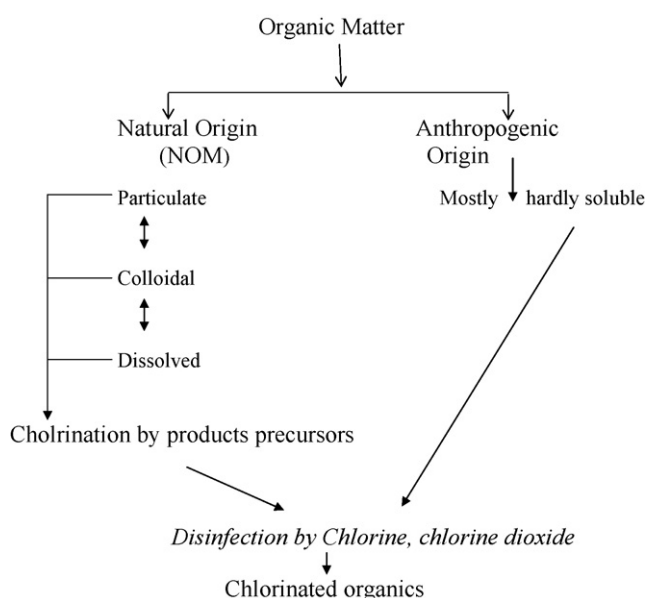 Organic Matter
Natural Origin
(NOM)
Anthropogenic
Origin
Particulate
Mostly hardly soluble
Colloidal
Dissolved
Cholrination by products precursors
Disinfection by Chlorine, chlorine dioxide
Chlorinated organics